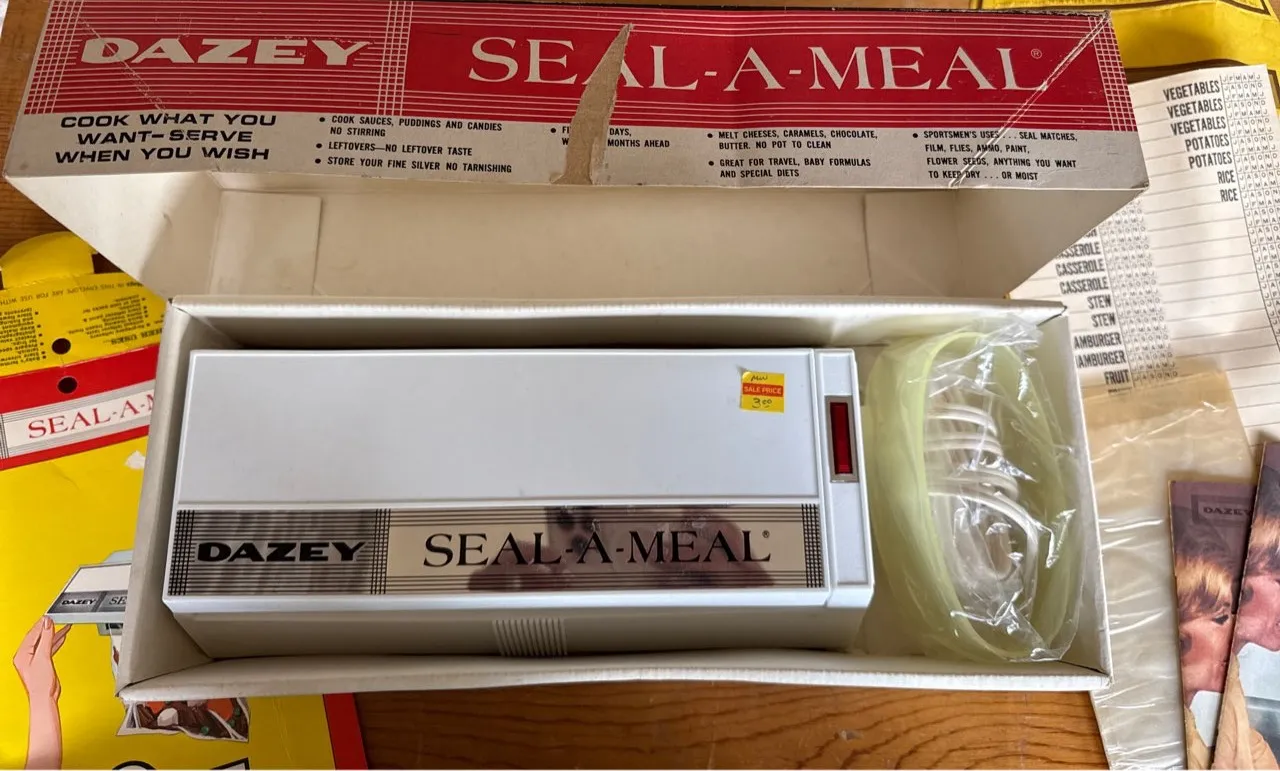 DAZEY SEAL-A-MEAL®
COOK WHAT YOU
WANT-SERVE
WHEN YOU WISH
• COOK SAUCES, PUDDINGS AND CANDIES
NO STIRRING
• LEFTOVERS—NO LEFTOVER TASTE
• STORE YOUR FINE SILVER NO TARNISHING
DAYS,
MONTHS AHEAD
• MELT CHEESES, CARAMELS, CHOCOLATE,
BUTTER. NO POT TO CLEAN
• GREAT FOR TRAVEL, BABY FORMULAS
AND SPECIAL DIETS
• SPORTSMEN'S USES . . . SEAL MATCHES,
FILM, FLIES, AMMO, PAINT,
FLOWER SEEDS, ANYTHING YOU WANT
TO KEEP DRY . . . OR MOIST
VEGETABLES
VEGETABLES
VEGETABLES
POTATOES
POTATOES
RICE
RICE
CASSEROLE
CASSEROLE
CASSEROLE
STEW
STEW
AMBURGER
AMBURGER
FRUIT
SEAL-A-M
SALE PRICE
3.00
DAZEY SEAL-A-MEAL®
DAZEY SE
DAZEY